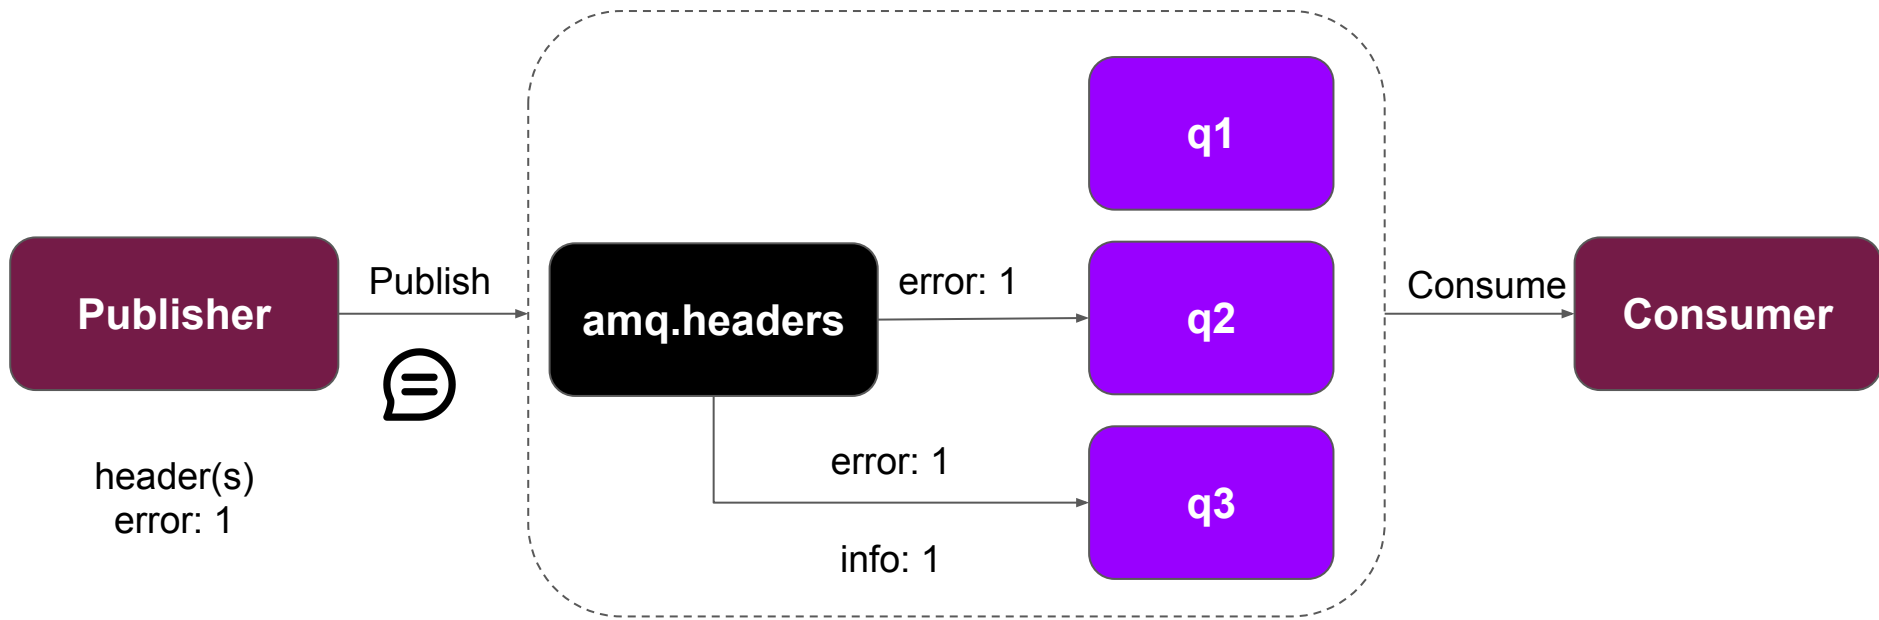 q1
Publisher
Publish
amq.headers
error: 1
q2
Consume
Consumer
header(s)
error: 1
error: 1
q3
info: 1